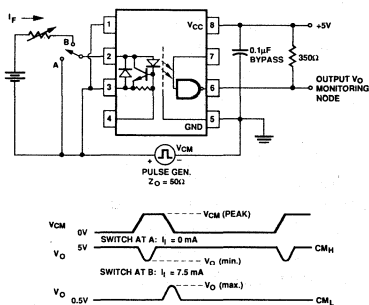 I_F
B
A
1
2
3
4
V_CC 8
7
6
GND 5
+5V
0.1µF
BYPASS
350Ω
OUTPUT V_O
MONITORING
NODE
+ -
V_CM
PULSE GEN.
Z_O = 50Ω
V_CM 0V
V_CM (PEAK)
SWITCH AT A: I_I = 0 mA
5V
V_O
CM_H
V_O (min.)
SWITCH AT B: I_I = 7.5 mA
V_O (max.)
V_O 0.5V
CM_L